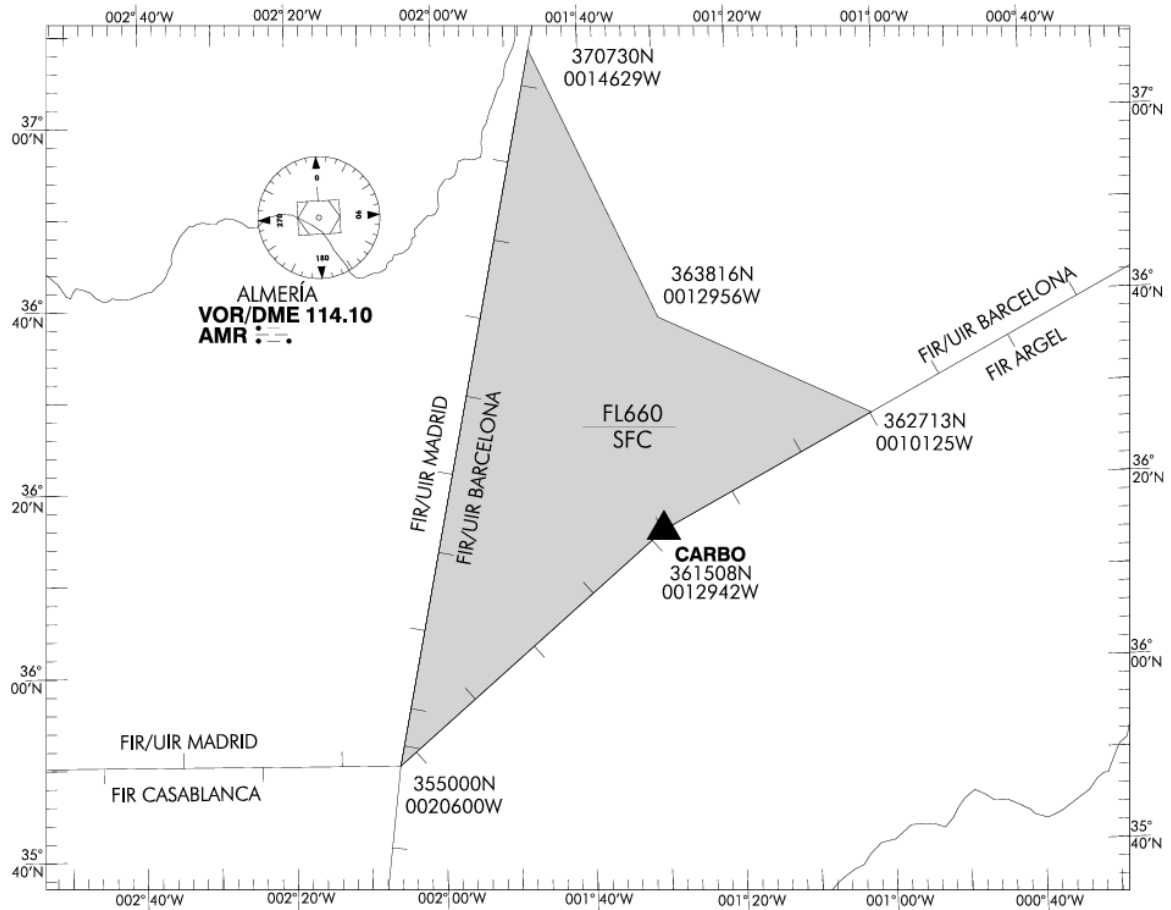 002° 40'W
002° 20'W
002° 00'W
001° 40'W
001° 20'W
001° 00'W
000° 40'W
370730N
0014629W
37°
00'N
37°
00'N
0
270
90
180
363816N
0012956W
ALMERÍA
VOR/DME 114.10
AMR
36°
40'N
36°
40'N
FIR/UIR BARCELONA
FIR ARGEL
FIR/UIR MADRID
FIR/UIR BARCELONA
FL660
SFC
362713N
0010125W
36°
20'N
36°
20'N
CARBO
361508N
0012942W
36°
00'N
36°
00'N
FIR/UIR MADRID
FIR CASABLANCA
355000N
0020600W
35°
40'N
35°
40'N
002° 40'W
002° 20'W
002° 00'W
001° 40'W
001° 20'W
001° 00'W
000° 40'W